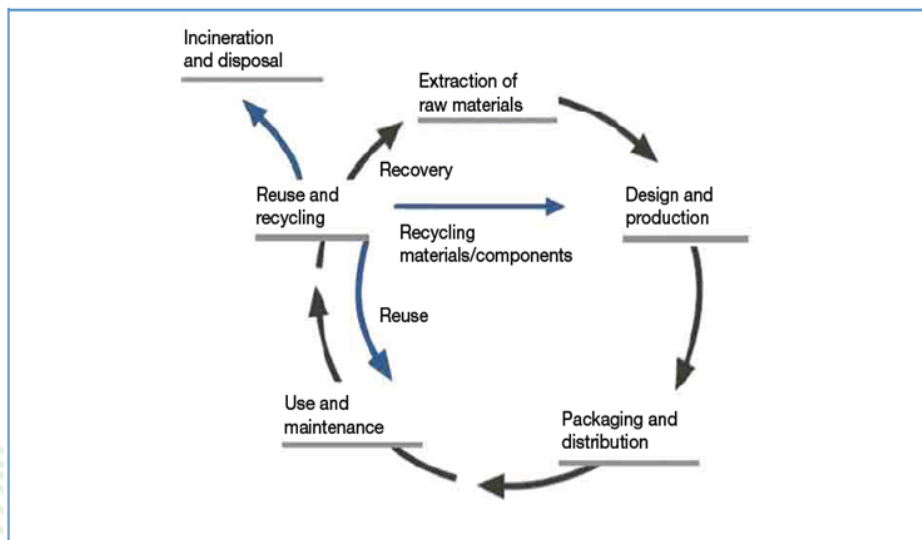 Incineration
and disposal
Extraction of
raw materials
Recovery
Reuse and
recycling
Design and
production
Recycling
materials/components
Reuse
Use and
maintenance
Packaging and
distribution